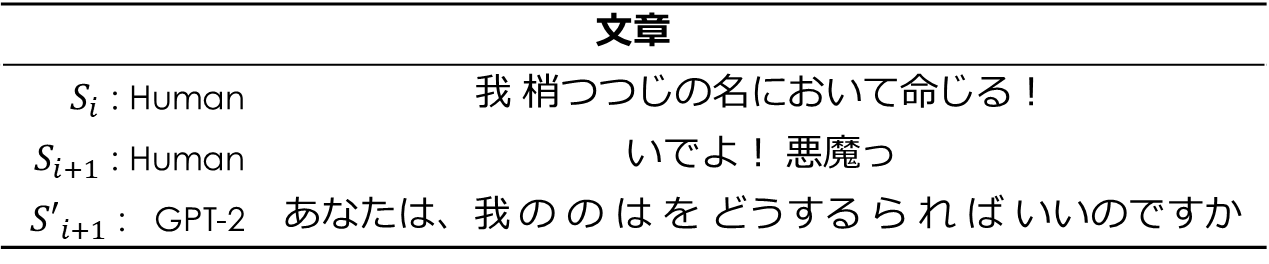 文章
S_i : Human 我 梢つつじの名において命じる！
S_{i+1} : Human いでよ！ 悪魔っ
S'_{i+1} : GPT-2 あなたは、我 の の は を どうする ら れ ば いいのですか